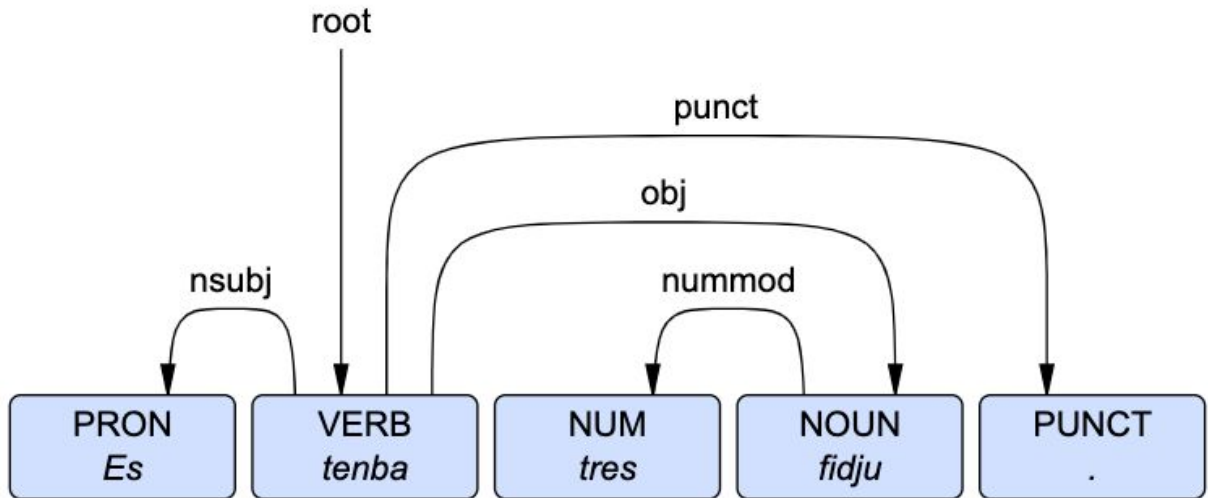 root
punct
obj
nsubj nummod
PRON VERB NUM NOUN PUNCT
Es tenba tres fidju .